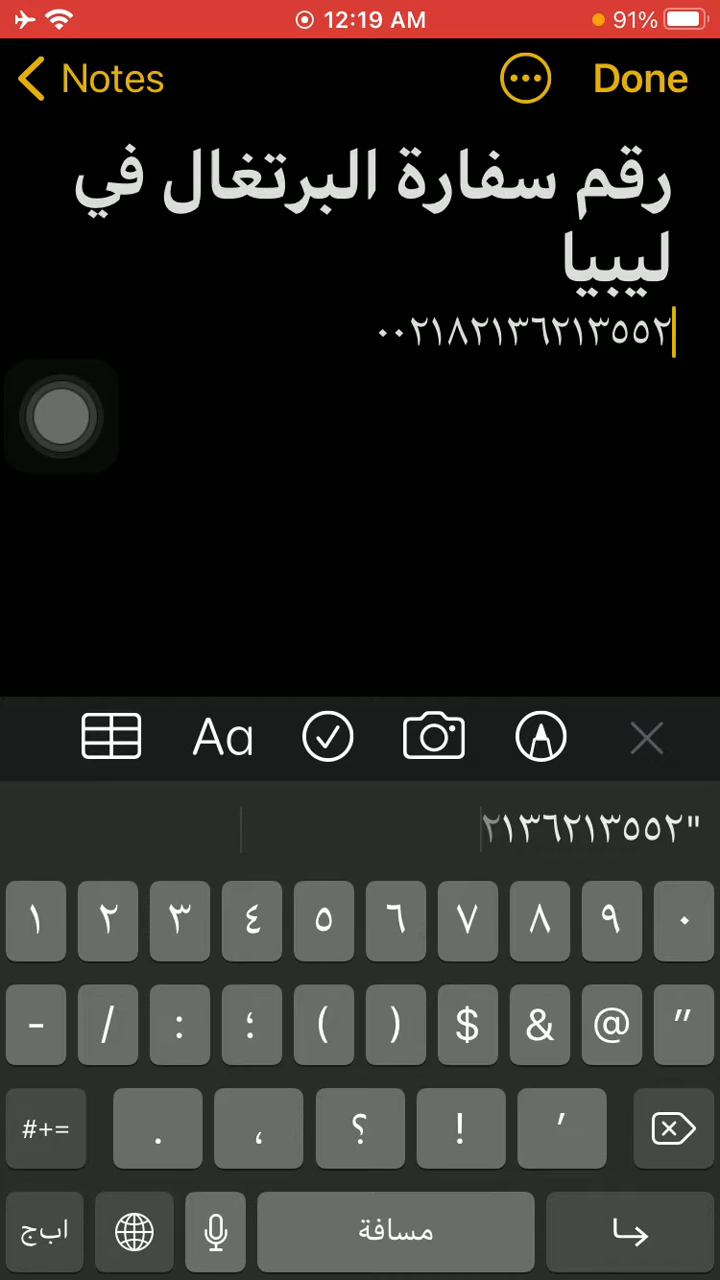 12:19 AM
91%
Notes
Done
رقم سفارة البرتغال في
ليبيا
٠٠٢١٨٢١٣٦٢١٣٥٥٢
Aa
٢١٣٦٢١٣٥٥٢"
١ ٢ ٣ ٤ ٥ ٦ ٧ ٨ ٩ ٠
- / : ؛ ( ) $ & @ ”
#+= . ، ؟ ! ’
اب‌ج مسافة